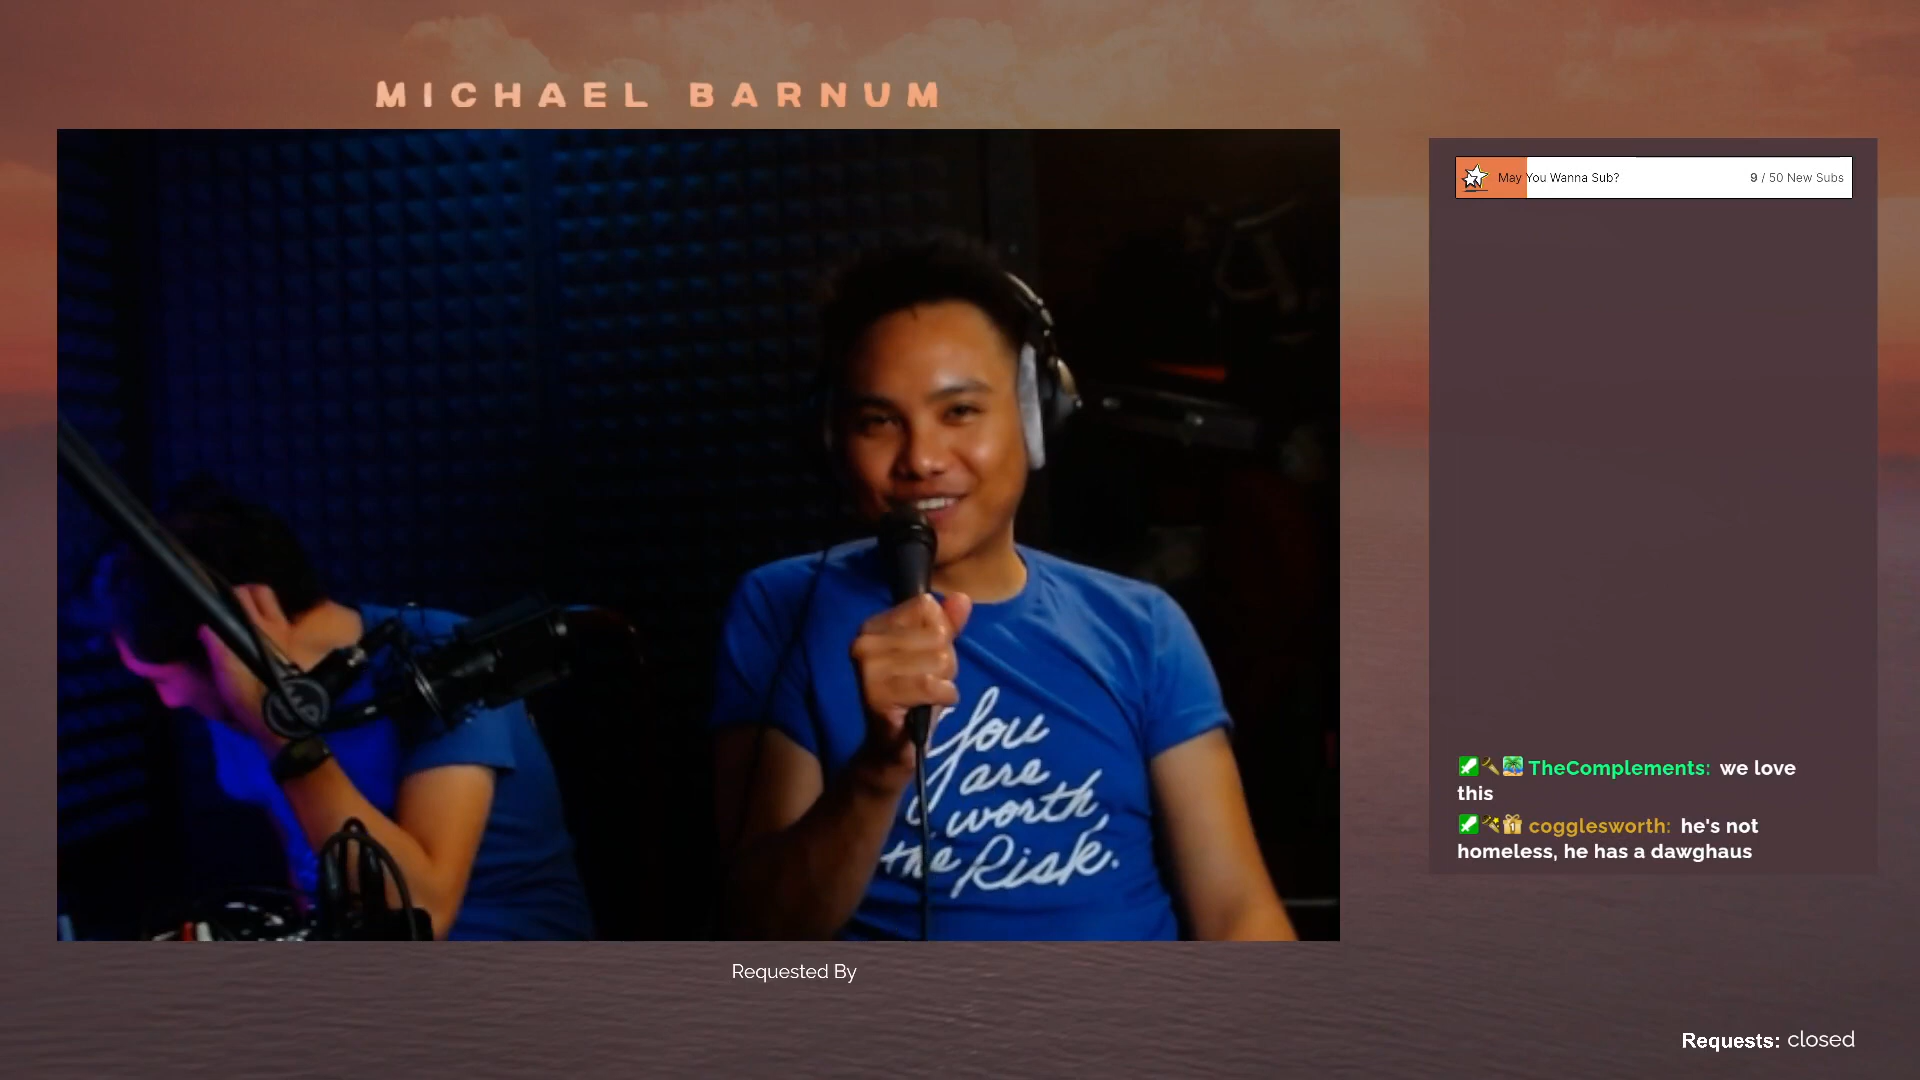 MICHAEL BARNUM
May You Wanna Sub? 9 / 50 New Subs
You
are
worth
the Risk.
TheComplements: we love
this
cogglesworth: he's not
homeless, he has a dawghaus
Requested By
Requests: closed